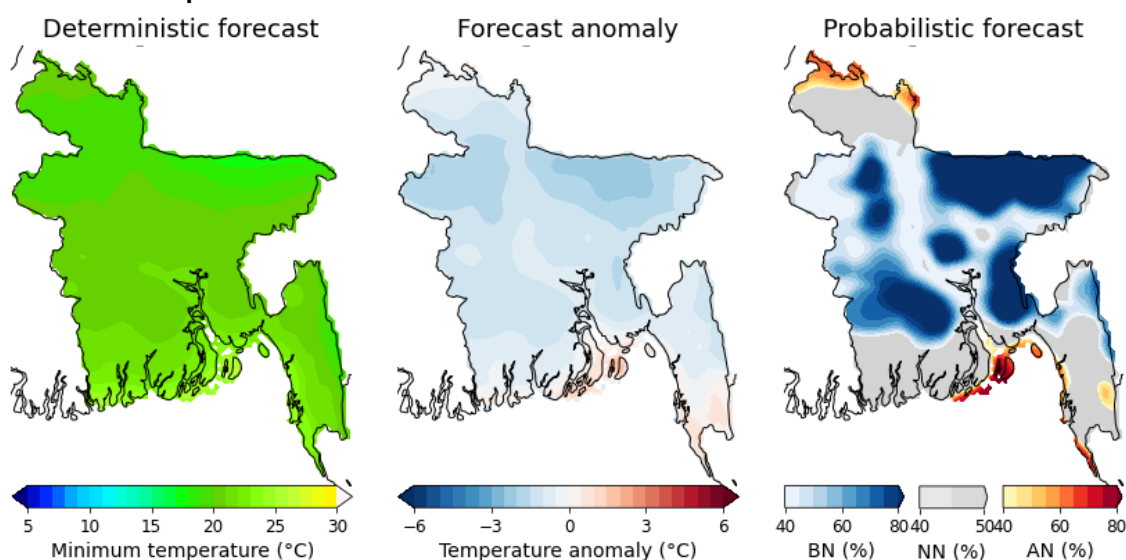 Deterministic forecast
Forecast anomaly
Probabilistic forecast
5 10 15 20 25 30
Minimum temperature (°C)
−6 −3 0 3 6
Temperature anomaly (°C)
40 60 80
BN (%)
40 50
NN (%)
40 60 80
AN (%)